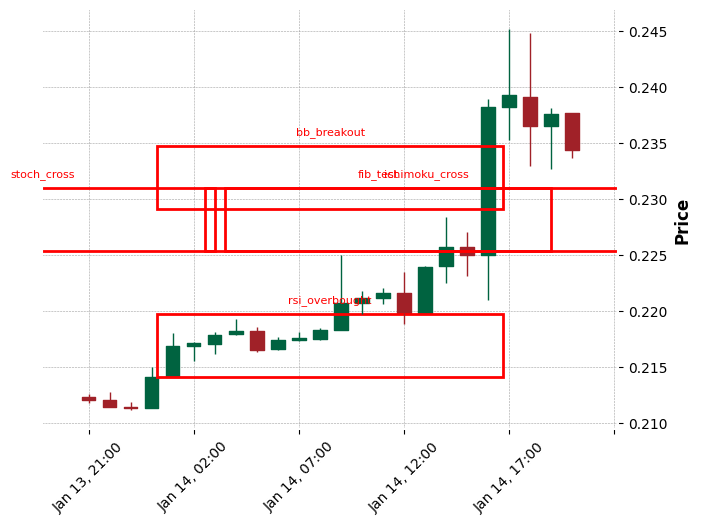 0.245
0.240
0.235
0.230
0.225
0.220
0.215
0.210
Price
bb_breakout
stoch_cross
fib_test
ichimoku_cross
rsi_overbought
Jan 13, 21:00
Jan 14, 02:00
Jan 14, 07:00
Jan 14, 12:00
Jan 14, 17:00